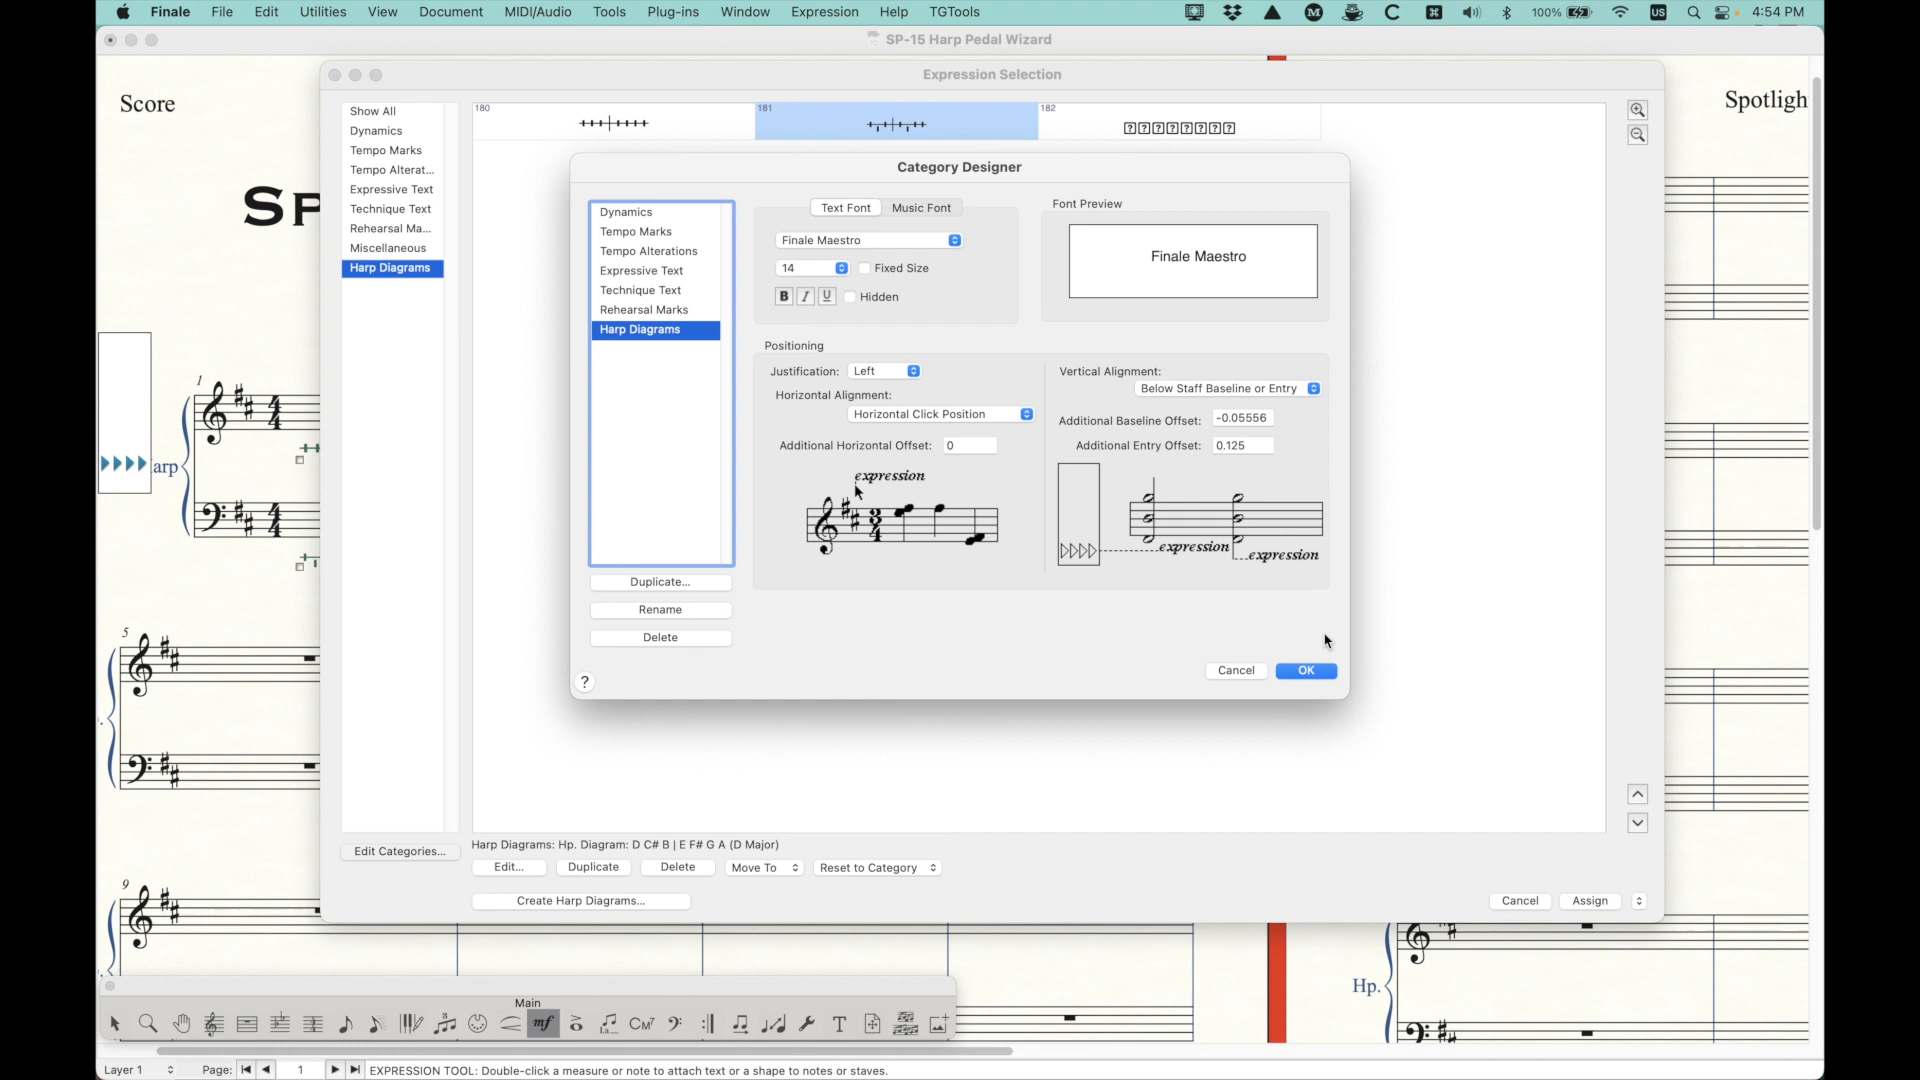 Finale File Edit Utilities View Document MIDI/Audio Tools Plug-ins Window Expression Help TGTools
100% US 4:54 PM
SP-15 Harp Pedal Wizard
Expression Selection
Score
Spotligh
SP
Show All
Dynamics
Tempo Marks
Tempo Alterat...
Expressive Text
Technique Text
Rehearsal Ma...
Miscellaneous
Harp Diagrams
180 181 182
Category Designer
Dynamics
Tempo Marks
Tempo Alterations
Expressive Text
Technique Text
Rehearsal Marks
Harp Diagrams
Duplicate...
Rename
Delete
?
Text Font Music Font
Finale Maestro
14 Fixed Size
B I U Hidden
Font Preview
Finale Maestro
Positioning
Justification: Left
Horizontal Alignment:
Horizontal Click Position
Additional Horizontal Offset: 0
expression
Vertical Alignment:
Below Staff Baseline or Entry
Additional Baseline Offset: -0.05556
Additional Entry Offset: 0.125
expression
expression
Cancel OK
1
arp
5
9
Edit Categories...
Harp Diagrams: Hp. Diagram: D C# B | E F# G A (D Major)
Edit... Duplicate Delete Move To Reset to Category
Create Harp Diagrams...
Cancel Assign
Hp.
Main
mf CM7 T
Layer 1 Page: 1 EXPRESSION TOOL: Double-click a measure or note to attach text or a shape to notes or staves.